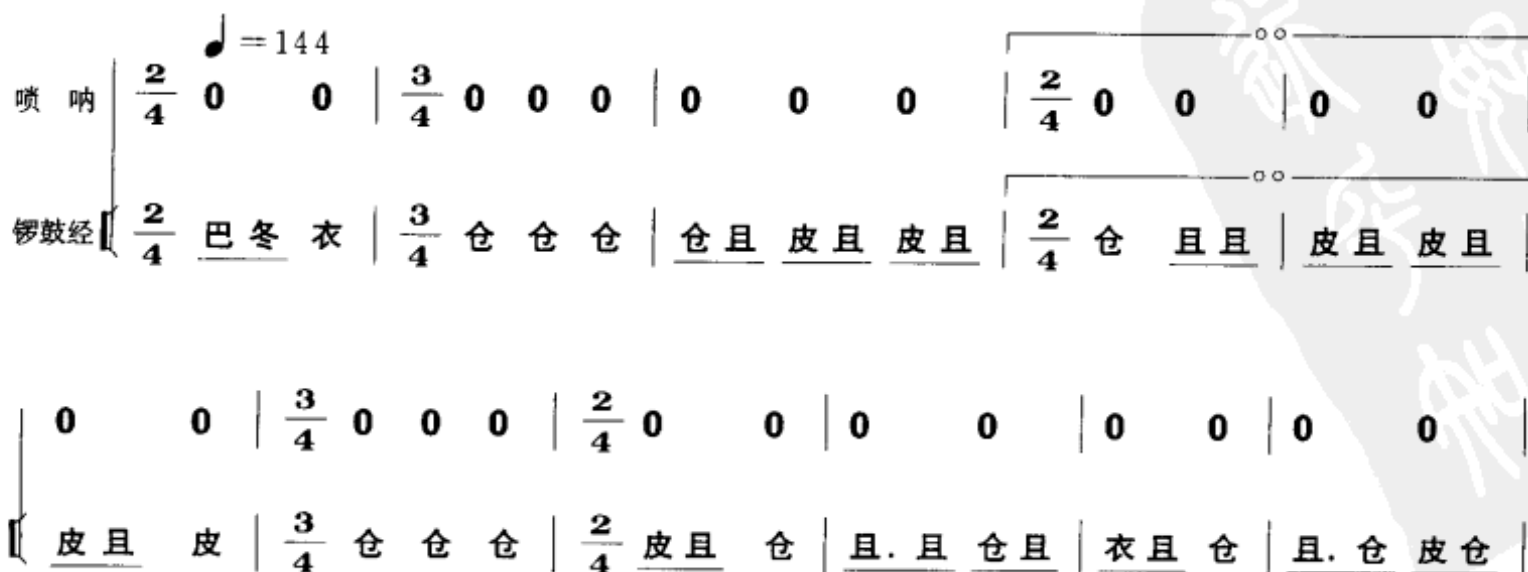 ♩=144
唢 呐 2/4 0 0 | 3/4 0 0 0 | 0 0 0 | 2/4 0 0 | 0 0 |
锣鼓经 2/4 巴 冬 衣 | 3/4 仓 仓 仓 | 仓 且 皮 且 皮 且 | 2/4 仓 且 且 | 皮 且 皮 且 |
0 0 | 3/4 0 0 0 | 2/4 0 0 | 0 0 | 0 0 | 0 0 |
皮 且 皮 | 3/4 仓 仓 仓 | 2/4 皮 且 仓 | 且. 且 仓 且 | 衣 且 仓 | 且. 仓 皮 仓 |